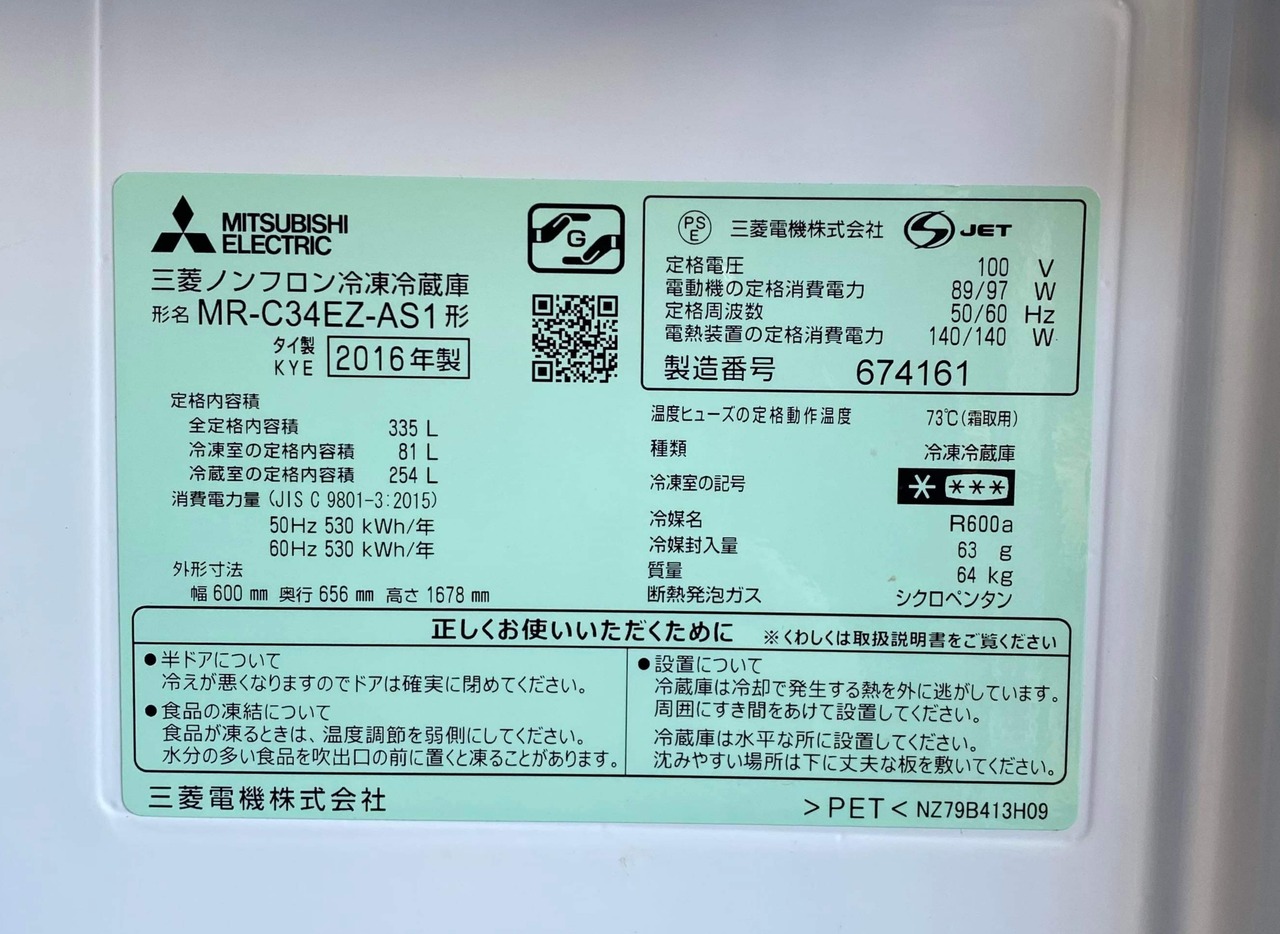 MITSUBISHI
ELECTRIC
三菱ノンフロン冷凍冷蔵庫
形名 MR-C34EZ-AS1形
タイ製
KYE
2016年製
G
定格内容積
全定格内容積 335 L
冷凍室の定格内容積 81 L
冷蔵室の定格内容積 254 L
消費電力量 (JIS C 9801-3:2015)
50Hz 530 kWh/年
60Hz 530 kWh/年
外形寸法
幅 600 mm 奥行 656 mm 高さ 1678 mm
PSE 三菱電機株式会社 JET
定格電圧 100 V
電動機の定格消費電力 89/97 W
定格周波数 50/60 Hz
電熱装置の定格消費電力 140/140 W
製造番号 674161
温度ヒューズの定格動作温度 73℃(霜取用)
種類 冷凍冷蔵庫
冷凍室の記号 * ***
冷媒名 R600a
冷媒封入量 63 g
質量 64 kg
断熱発泡ガス シクロペンタン
正しくお使いいただくために ※くわしくは取扱説明書をご覧ください
●半ドアについて
冷えが悪くなりますのでドアは確実に閉めてください。
●食品の凍結について
食品が凍るときは、温度調節を弱側にしてください。
水分の多い食品を吹出口の前に置くと凍ることがあります。
●設置について
冷蔵庫は冷却で発生する熱を外に逃がしています。
周囲にすき間をあけて設置してください。
冷蔵庫は水平な所に設置してください。
沈みやすい場所は下に丈夫な板を敷いてください。
三菱電機株式会社
>PET< NZ79B413H09